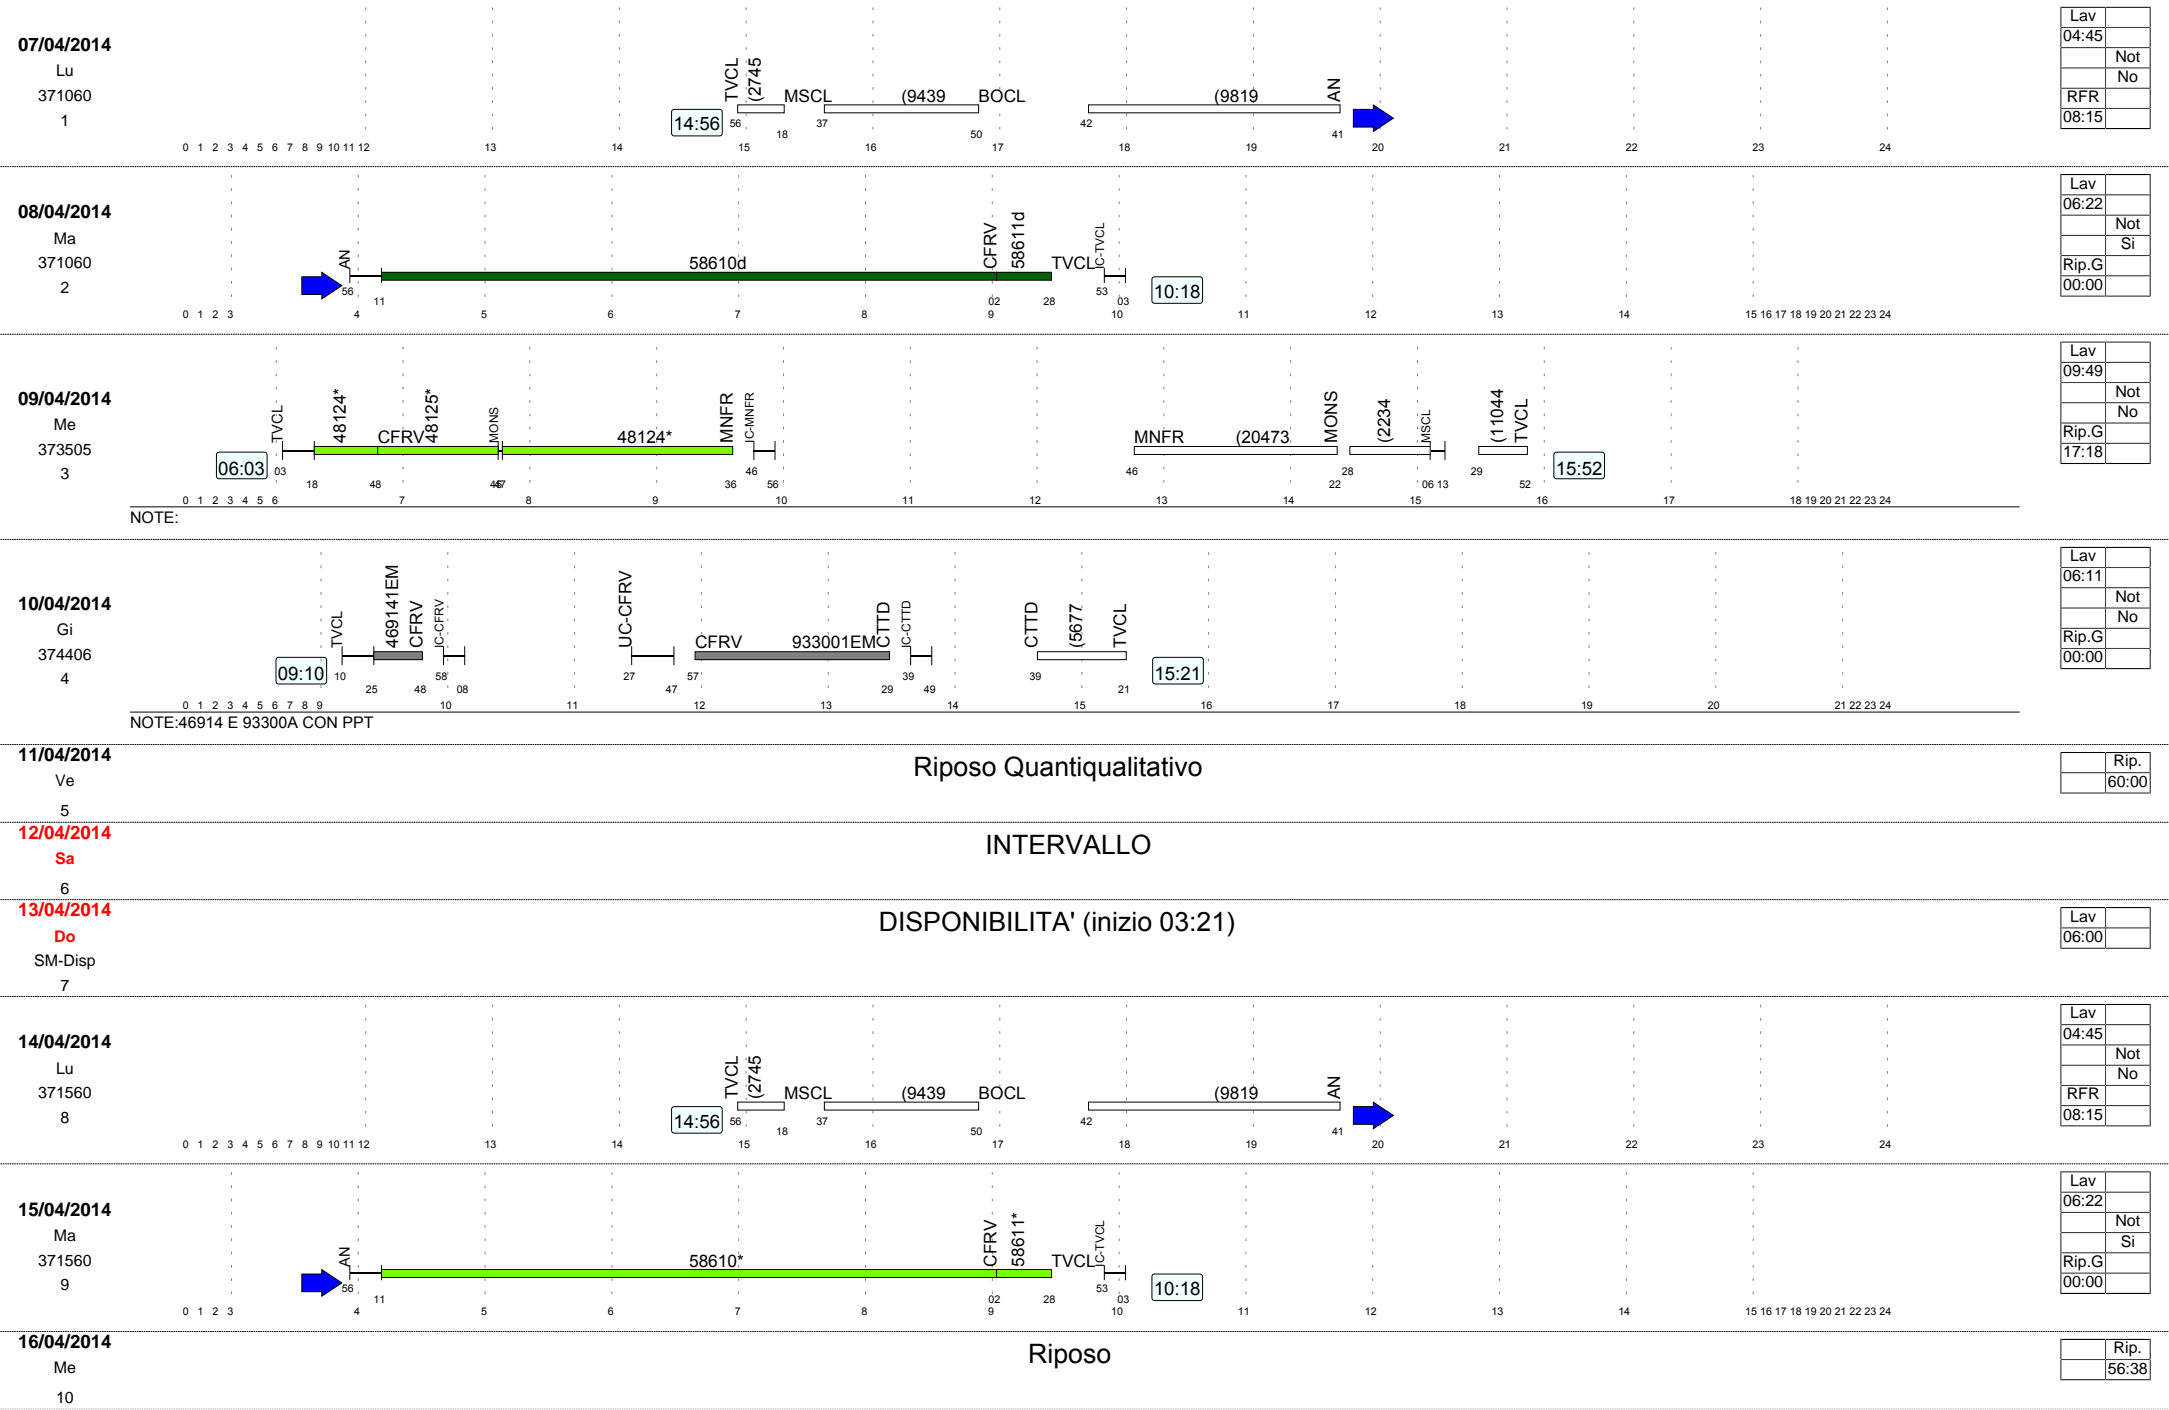 07/04/2014
Lu
371060
1
14:56
TVCL (2745 MSCL (9439 BOCL (9819 AN
56 18 37 50 42 41
0 1 2 3 4 5 6 7 8 9 10 11 12 13 14 15 16 17 18 19 20 21 22 23 24
Lav
04:45
Not
No
RFR
08:15
08/04/2014
Ma
371060
2
AN 58610d CFRV 58611d TVCL IC-TVCL
56 11 02 28 53 03
10:18
0 1 2 3 4 5 6 7 8 9 10 11 12 13 14 15 16 17 18 19 20 21 22 23 24
Lav
06:22
Not
Si
Rip.G
00:00
09/04/2014
Me
373505
3
06:03
TVCL 48124* CFRV 48125* MONS 48124* MNFR IC-MNFR MNFR (20473 MONS (2234 MSCL (11044 TVCL
03 18 48 45 47 36 46 56 46 22 28 06 13 29 52
15:52
0 1 2 3 4 5 6 7 8 9 10 11 12 13 14 15 16 17 18 19 20 21 22 23 24
NOTE:
Lav
09:49
Not
No
Rip.G
17:18
10/04/2014
Gi
374406
4
09:10
TVCL 469141EM CFRV IC-CFRV UC-CFRV CFRV 933001EM CTTD IC-CTTD CTTD (5677 TVCL
10 25 48 58 08 27 47 57 29 39 49 39 21
15:21
0 1 2 3 4 5 6 7 8 9 10 11 12 13 14 15 16 17 18 19 20 21 22 23 24
NOTE:46914 E 93300A CON PPT
Lav
06:11
Not
No
Rip.G
00:00
11/04/2014
Ve
5
Riposo Quantiqualitativo
Rip.
60:00
12/04/2014
Sa
6
INTERVALLO
13/04/2014
Do
SM-Disp
7
DISPONIBILITA' (inizio 03:21)
Lav
06:00
14/04/2014
Lu
371560
8
14:56
TVCL (2745 MSCL (9439 BOCL (9819 AN
56 18 37 50 42 41
0 1 2 3 4 5 6 7 8 9 10 11 12 13 14 15 16 17 18 19 20 21 22 23 24
Lav
04:45
Not
No
RFR
08:15
15/04/2014
Ma
371560
9
AN 58610* CFRV 58611* TVCL IC-TVCL
56 11 02 28 53 03
10:18
0 1 2 3 4 5 6 7 8 9 10 11 12 13 14 15 16 17 18 19 20 21 22 23 24
Lav
06:22
Not
Si
Rip.G
00:00
16/04/2014
Me
10
Riposo
Rip.
56:38